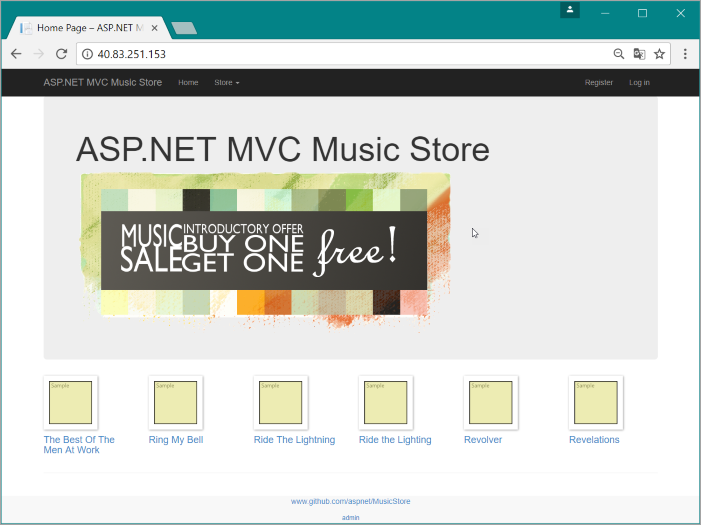 Home Page – ASP.NET M
40.83.251.153
ASP.NET MVC Music Store Home Store Register Log in
ASP.NET MVC Music Store
MUSIC SALE
INTRODUCTORY OFFER
BUY ONE
GET ONE
free!
Sample Sample Sample Sample Sample Sample
The Best Of The Men At Work
Ring My Bell
Ride The Lightning
Ride the Lighting
Revolver
Revelations
www.github.com/aspnet/MusicStore
admin